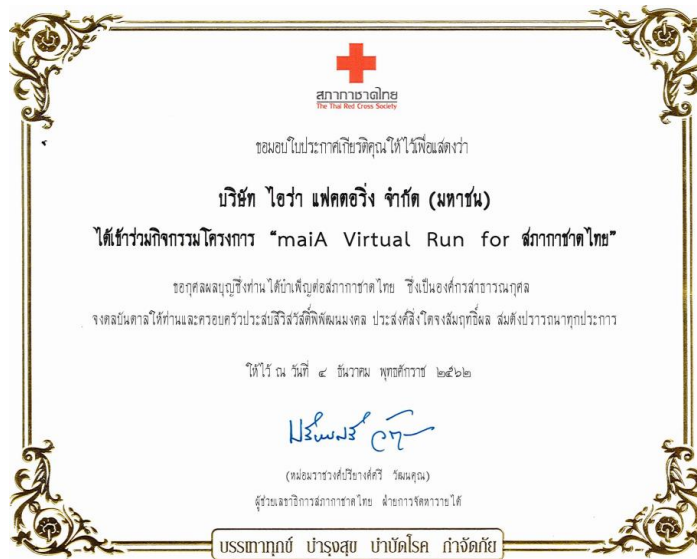 สภากาชาดไทย
The Thai Red Cross Society
ขอมอบใบประกาศเกียรติคุณให้ไว้เพื่อแสดงว่า
บริษัท ไอร่า แฟคตอริ่ง จำกัด (มหาชน)
ได้เข้าร่วมกิจกรรมโครงการ "maiA Virtual Run for สภากาชาดไทย"
ขอกุศลผลบุญซึ่งท่านได้บำเพ็ญต่อสภากาชาดไทย ซึ่งเป็นองค์กรสาธารณกุศล
จงดลบันดาลให้ท่านและครอบครัวประสบสิริสวัสดิ์พิพัฒนมงคล ประสงค์สิ่งใดจงสัมฤทธิ์ผล สมดังปรารถนาทุกประการ
ให้ไว้ ณ วันที่ ๔ ธันวาคม พุทธศักราช ๒๕๖๒
(หม่อมราชวงศ์ปรียางค์ศรี วัฒนคุณ)
ผู้ช่วยเลขาธิการสภากาชาดไทย ฝ่ายการจัดหารายได้
บรรเทาทุกข์ บำรุงสุข บำบัดโรค กำจัดภัย